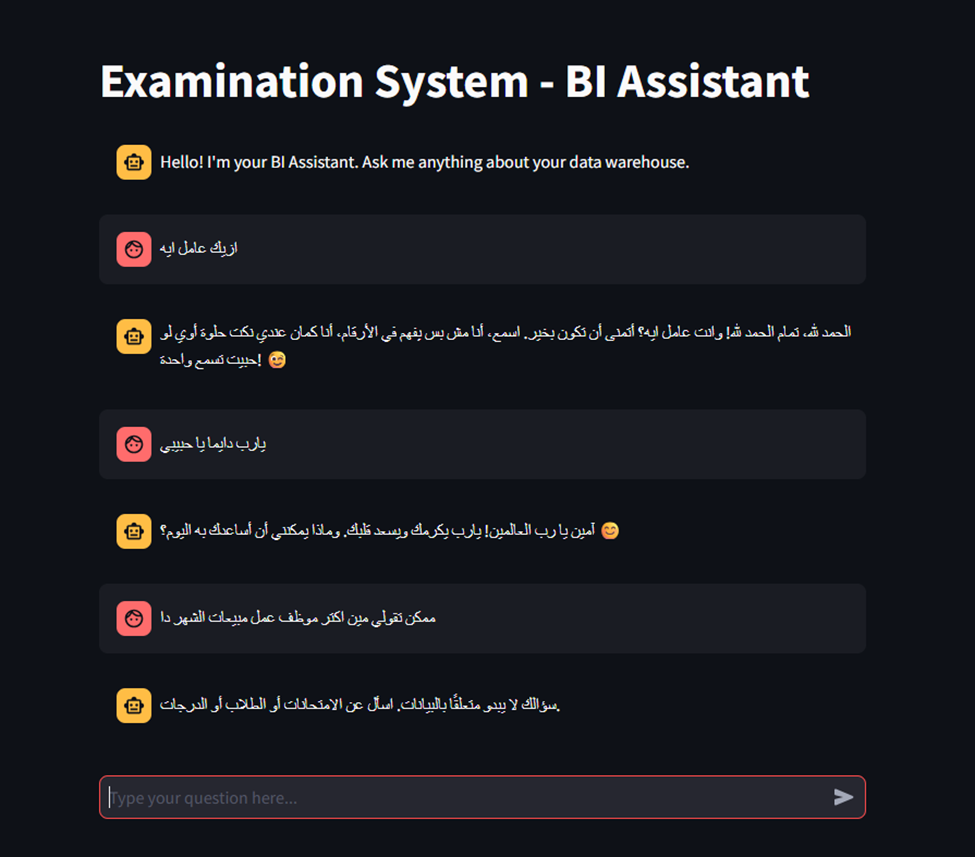 Examination System - BI Assistant
Hello! I'm your BI Assistant. Ask me anything about your data warehouse.
ازيك عامل ايه
الحمد لله، تمام الحمد لله! وانت عامل ايه؟ أتمنى أن تكون بخير. اسمع، أنا مش بس بفهم في الأرقام، أنا كمان عندي نكت حلوة أوي لو
حبيت تسمع واحدة! 😉
يارب دايما يا حبيبي
آمين يا رب العالمين! يارب يكرمك ويسعد قلبك. وماذا يمكنني أن أساعدك به اليوم؟ 😊
ممكن تقولي مين اكتر موظف عمل مبيعات الشهر دا
سؤالك لا يبدو متعلقًا بالبيانات. اسأل عن الامتحانات أو الطلاب أو الدرجات.
Type your question here...